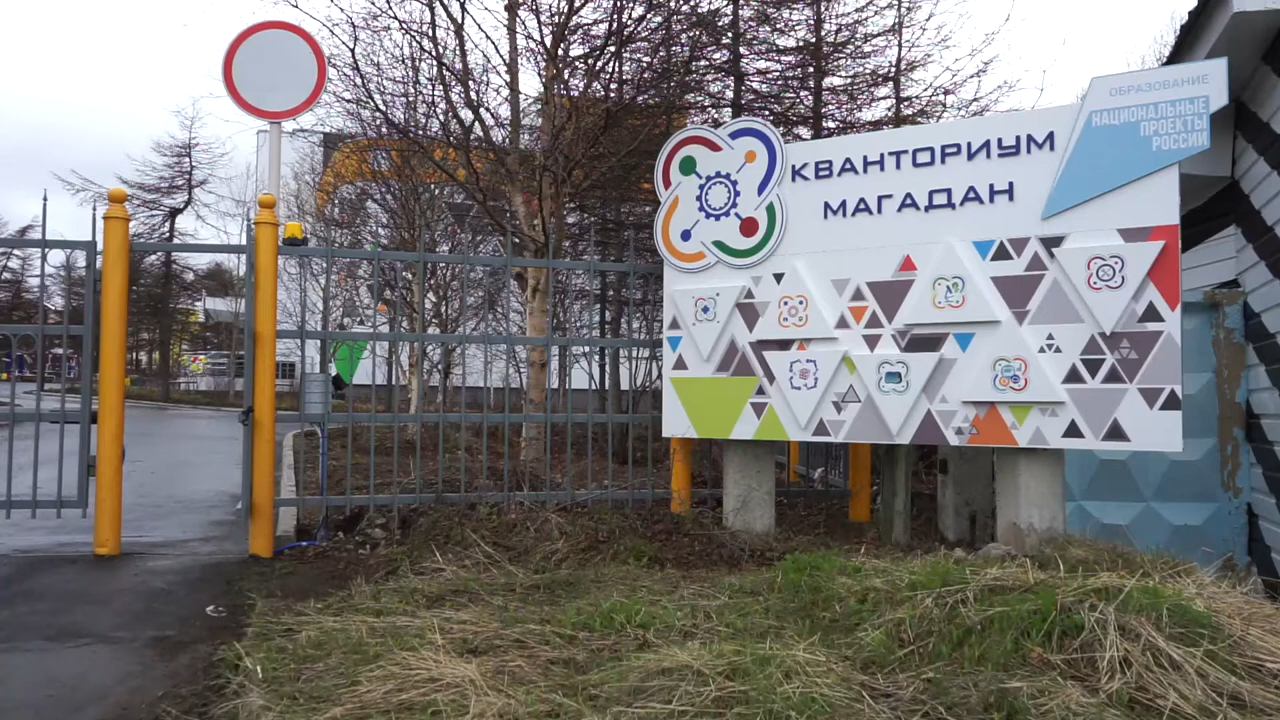 КВАНТОРИУМ
МАГАДАН
ОБРАЗОВАНИЕ
НАЦИОНАЛЬНЫЕ
ПРОЕКТЫ
РОССИИ